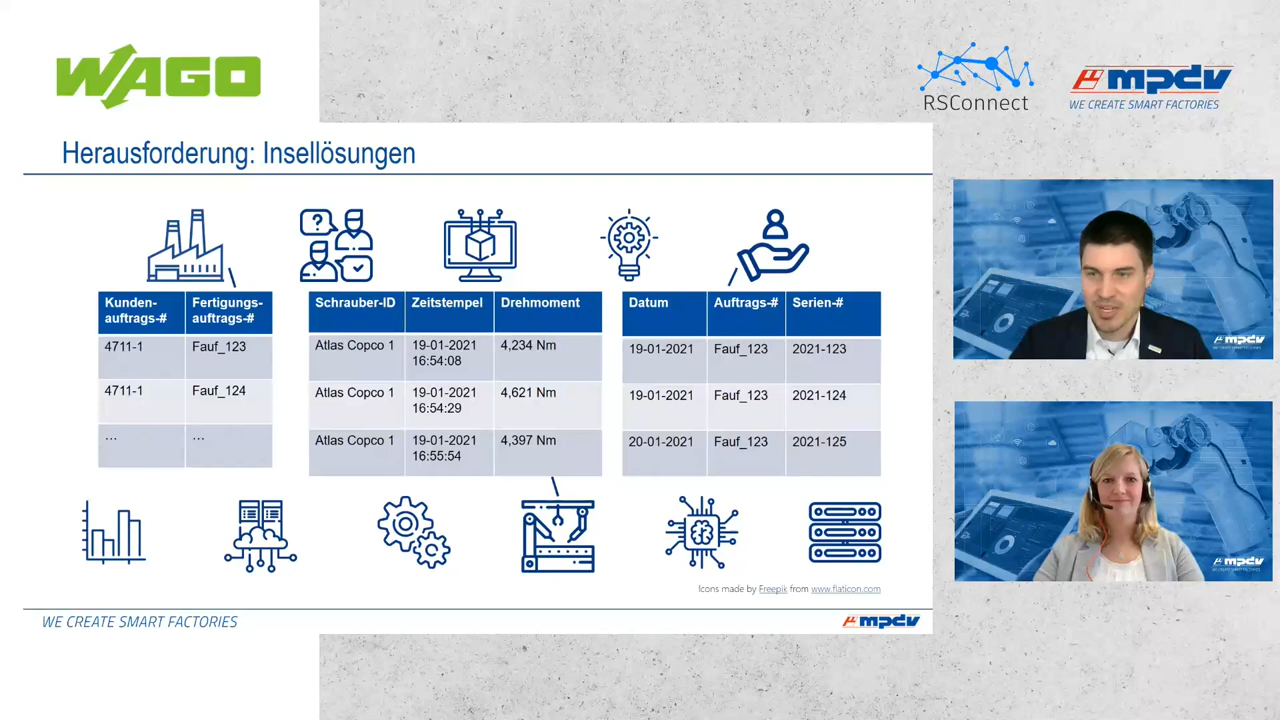 WAGO
RSConnect
mpdv
WE CREATE SMART FACTORIES
Herausforderung: Insellösungen
?
Kunden-
auftrags-#
Fertigungs-
auftrags-#
4711-1
Fauf_123
4711-1
Fauf_124
...
...
Schrauber-ID
Zeitstempel
Drehmoment
Atlas Copco 1
19-01-2021
16:54:08
4,234 Nm
Atlas Copco 1
19-01-2021
16:54:29
4,621 Nm
Atlas Copco 1
19-01-2021
16:55:54
4,397 Nm
Datum
Auftrags-#
Serien-#
19-01-2021
Fauf_123
2021-123
19-01-2021
Fauf_123
2021-124
20-01-2021
Fauf_123
2021-125
Icons made by Freepik from www.flaticon.com
WE CREATE SMART FACTORIES
mpdv
mpdv
mpdv